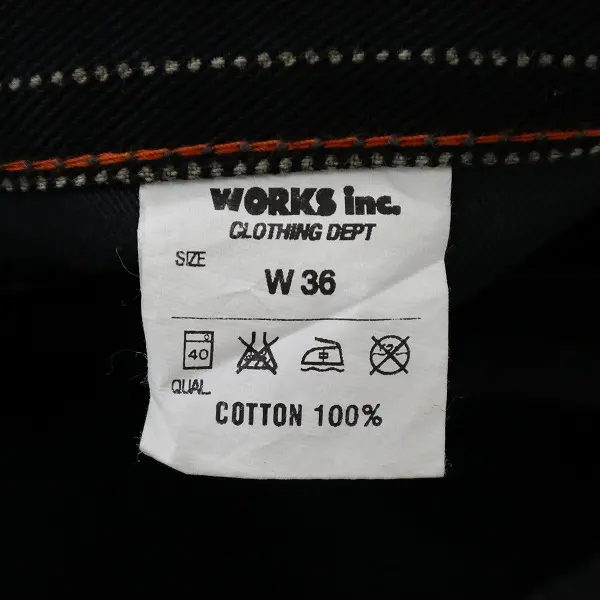 WORKS inc.
CLOTHING DEPT
SIZE
W 36
40
QUAL
COTTON 100%